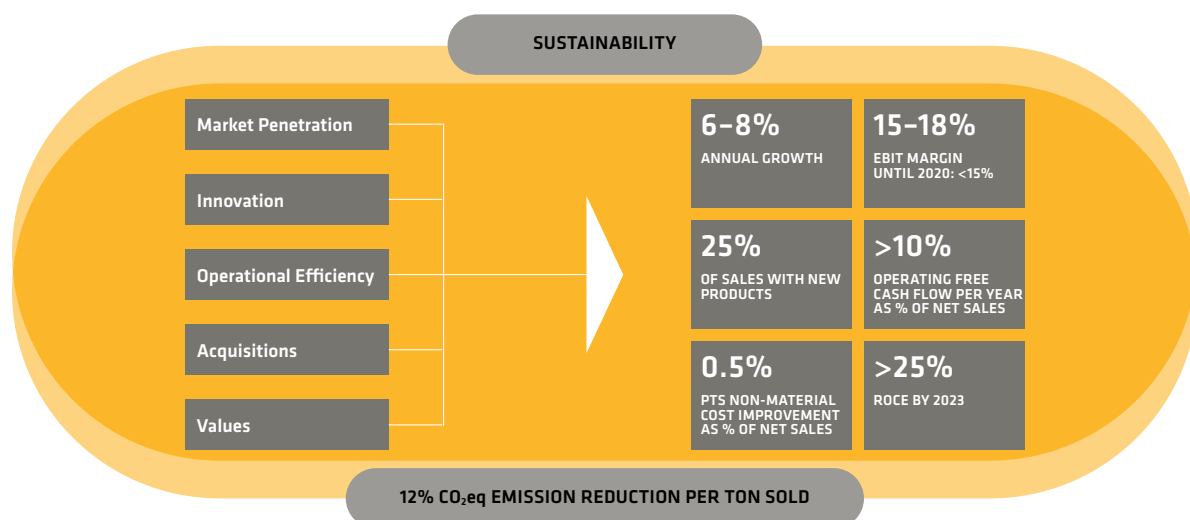 SUSTAINABILITY
Market Penetration
Innovation
Operational Efficiency
Acquisitions
Values
6–8%
ANNUAL GROWTH
15–18%
EBIT MARGIN
UNTIL 2020: <15%
25%
OF SALES WITH NEW
PRODUCTS
>10%
OPERATING FREE
CASH FLOW PER YEAR
AS % OF NET SALES
0.5%
PTS NON-MATERIAL
COST IMPROVEMENT
AS % OF NET SALES
>25%
ROCE BY 2023
12% CO₂eq EMISSION REDUCTION PER TON SOLD